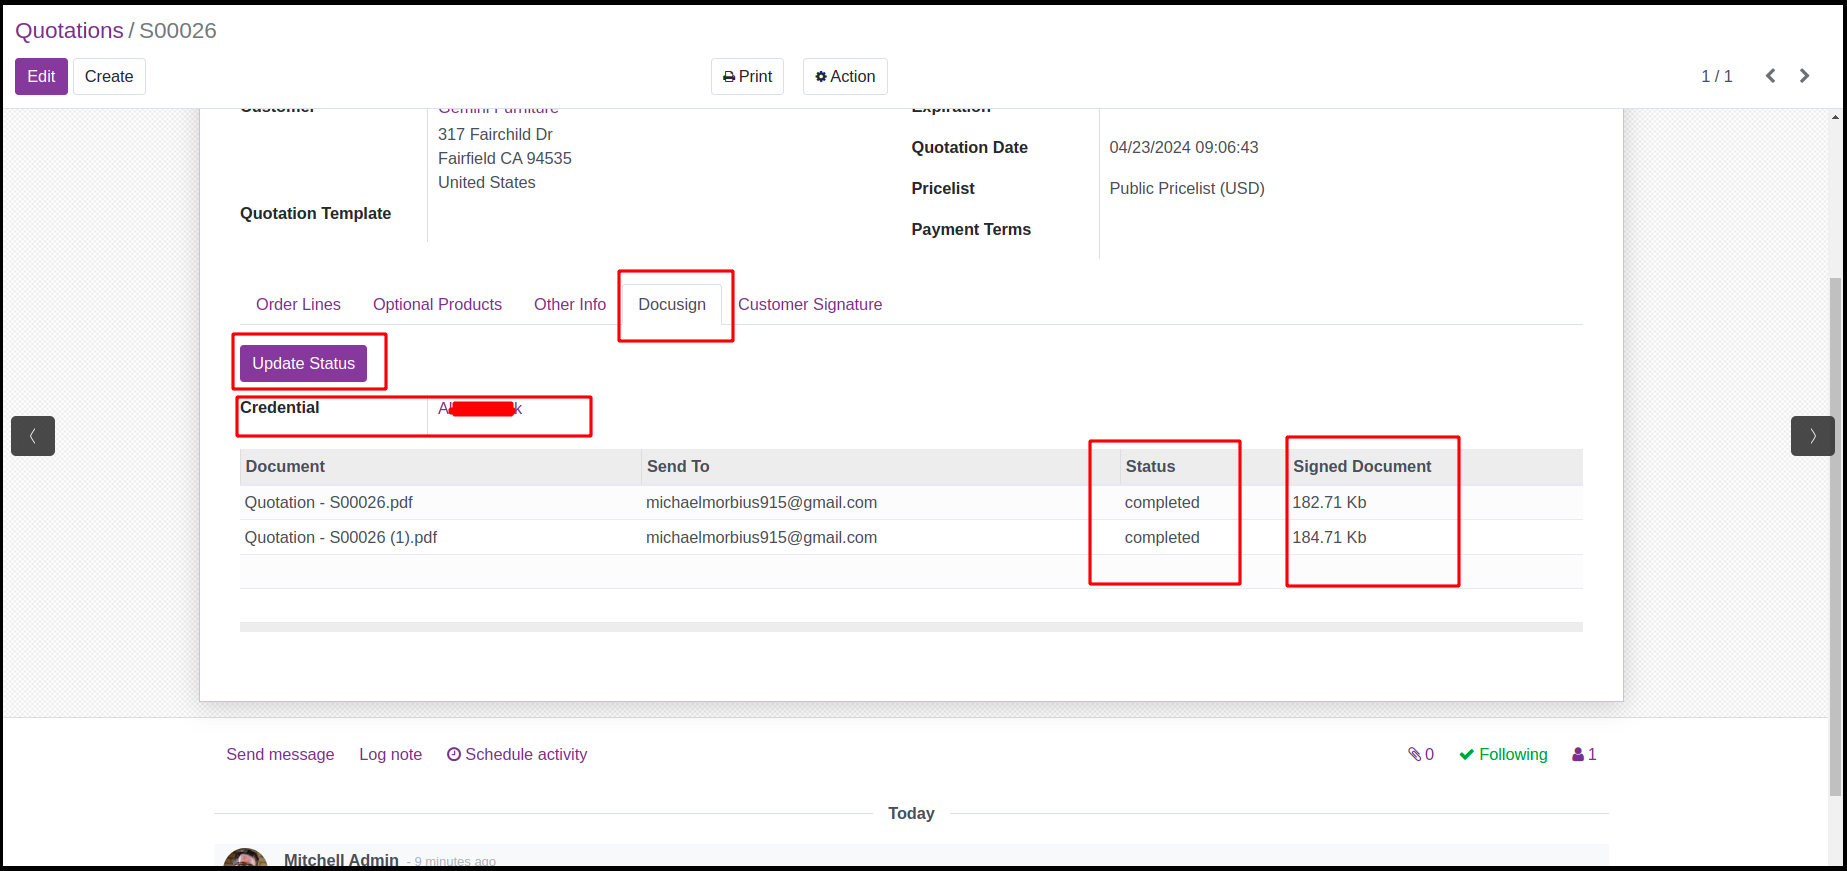 Quotations / S00026
Edit Create Print Action 1 / 1
Customer Gemini Furniture Expiration
317 Fairchild Dr
Fairfield CA 94535
United States
Quotation Date 04/23/2024 09:06:43
Pricelist Public Pricelist (USD)
Quotation Template
Payment Terms
Order Lines Optional Products Other Info Docusign Customer Signature
Update Status
Credential
Document Send To Status Signed Document
Quotation - S00026.pdf michaelmorbius915@gmail.com completed 182.71 Kb
Quotation - S00026 (1).pdf michaelmorbius915@gmail.com completed 184.71 Kb
Send message Log note Schedule activity 0 Following 1
Today
Mitchell Admin - 9 minutes ago